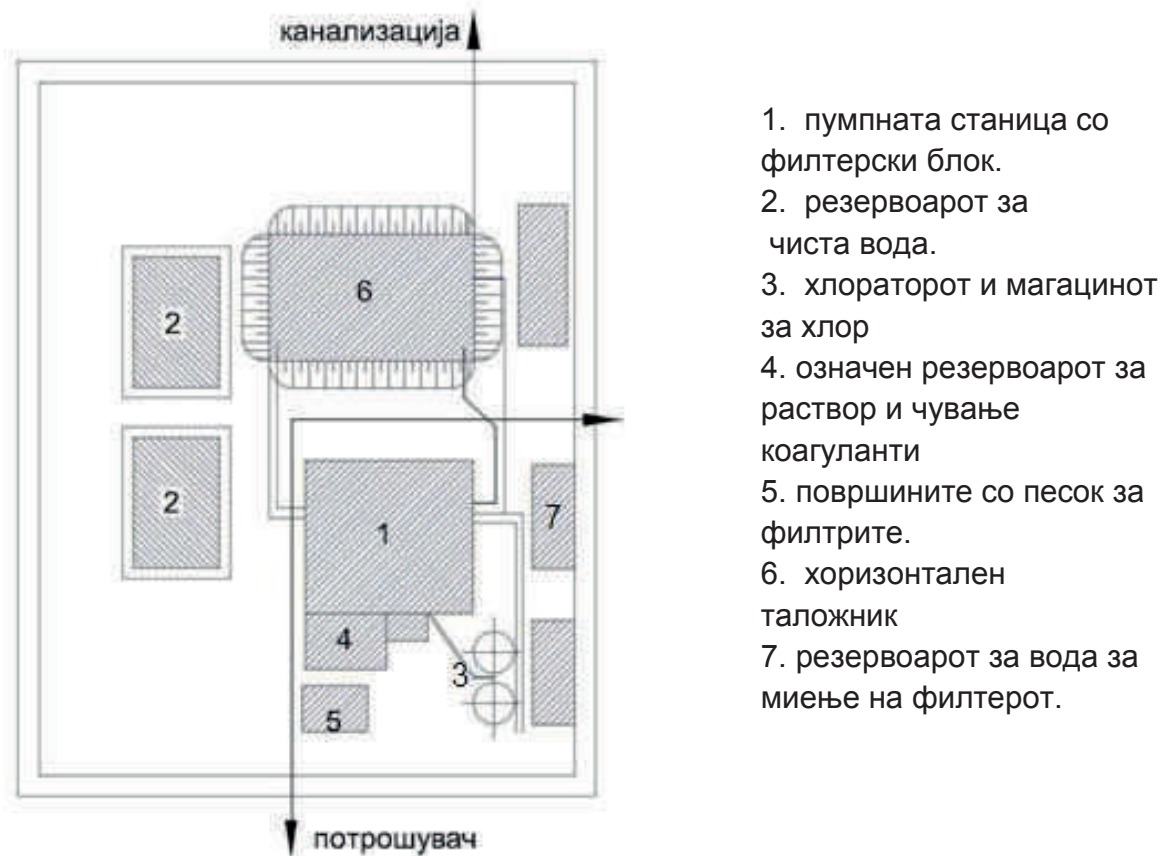 канализација
6
2
2
1
7
4
3
5
потрошувач
1. пумпната станица со
филтерски блок.
2. резервоарот за
чиста вода.
3. хлораторот и магацинот
за хлор
4. означен резервоарот за
раствор и чување
коагуланти
5. површините со песок за
филтрите.
6. хоризонтален
таложник
7. резервоарот за вода за
миење на филтерот.